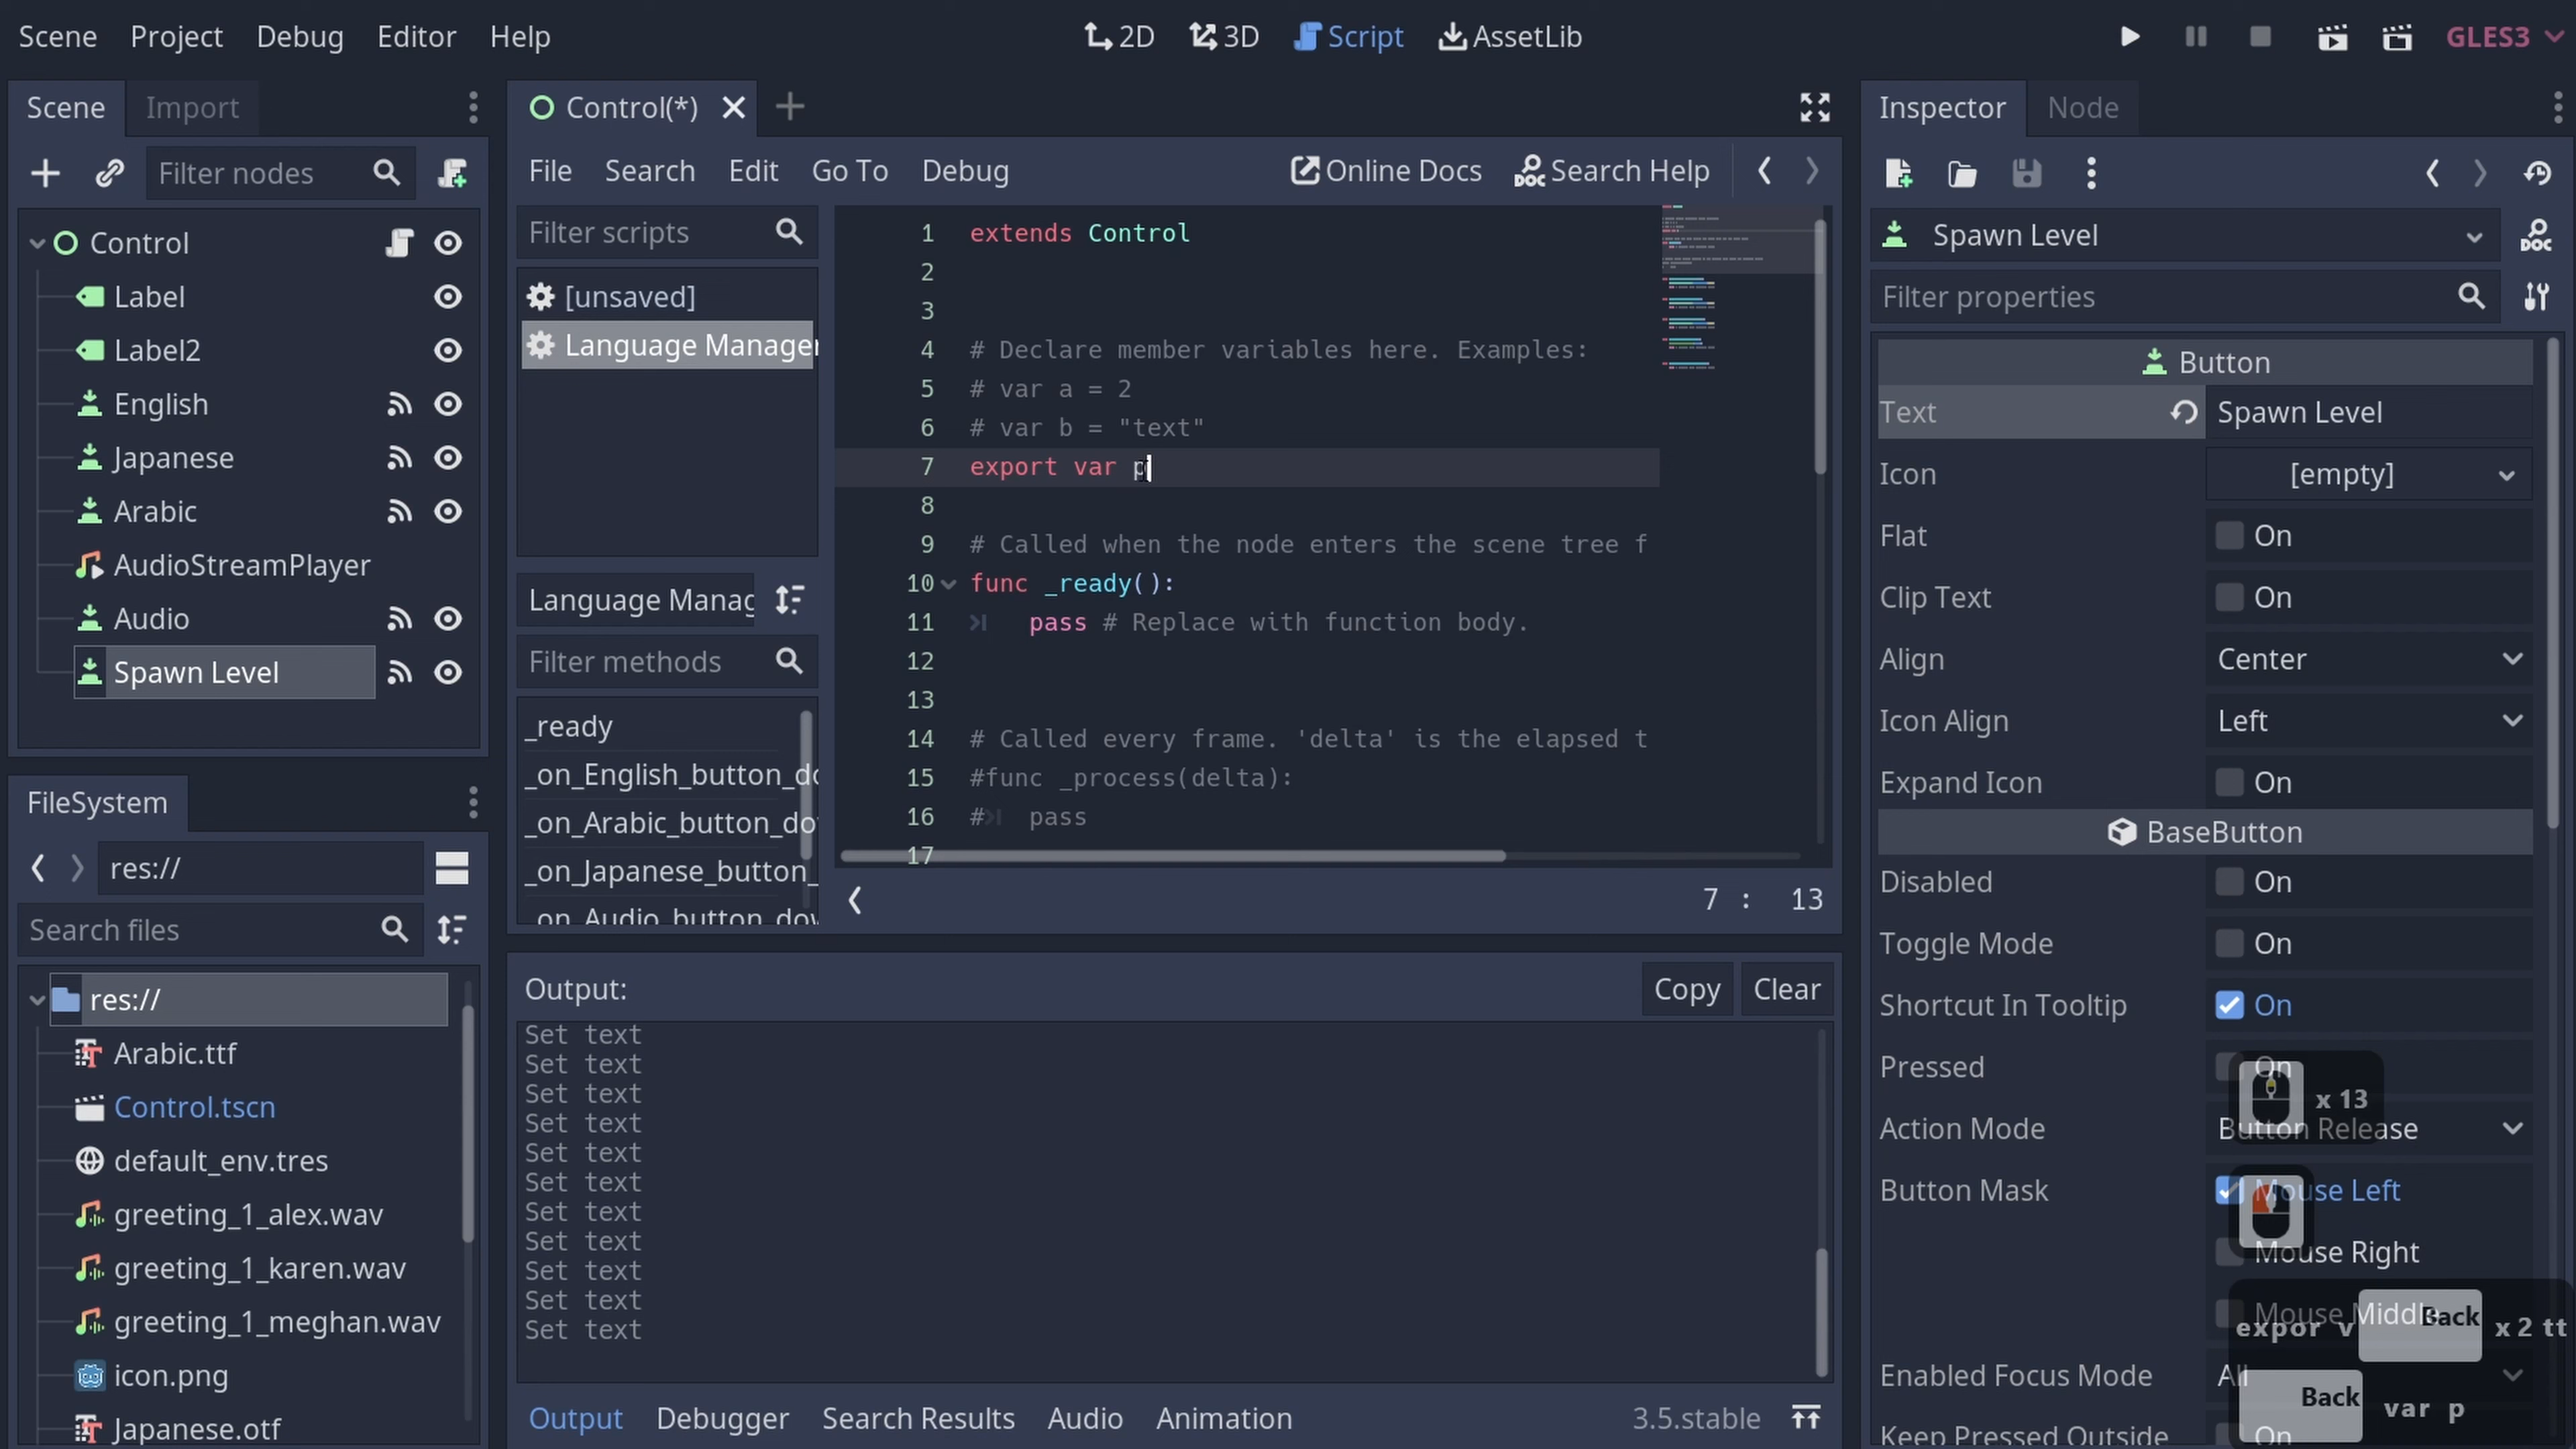 Scene Project Debug Editor Help
2D 3D Script AssetLib
GLES3
Scene Import
Filter nodes
Control
Label
Label2
English
Japanese
Arabic
AudioStreamPlayer
Audio
Spawn Level
FileSystem
res://
Search files
res://
Arabic.ttf
Control.tscn
default_env.tres
greeting_1_alex.wav
greeting_1_karen.wav
greeting_1_meghan.wav
icon.png
Japanese.otf
Control(*)
File Search Edit Go To Debug
Online Docs Search Help
Filter scripts
[unsaved]
Language Manager
Language Manag
Filter methods
_ready
_on_English_button_do
_on_Arabic_button_do
_on_Japanese_button_
_on_Audio_button_dov
1 extends Control
2
3
4 # Declare member variables here. Examples:
5 # var a = 2
6 # var b = "text"
7 export var p
8
9 # Called when the node enters the scene tree f
10 func _ready():
11 pass # Replace with function body.
12
13
14 # Called every frame. 'delta' is the elapsed t
15 #func _process(delta):
16 # pass
17
7 : 13
Output:
Copy Clear
Set text
Set text
Set text
Set text
Set text
Set text
Set text
Set text
Set text
Set text
Set text
Output Debugger Search Results Audio Animation
3.5.stable
Inspector Node
Spawn Level
Filter properties
Button
Text Spawn Level
Icon [empty]
Flat On
Clip Text On
Align Center
Icon Align Left
Expand Icon On
BaseButton
Disabled On
Toggle Mode On
Shortcut In Tooltip On
Pressed On
x 13
Action Mode Button Release
Button Mask Mouse Left
Mouse Right
Mouse Middle
expor v Back x 2 tt
Enabled Focus Mode All
Back var p
Keep Pressed Outside On